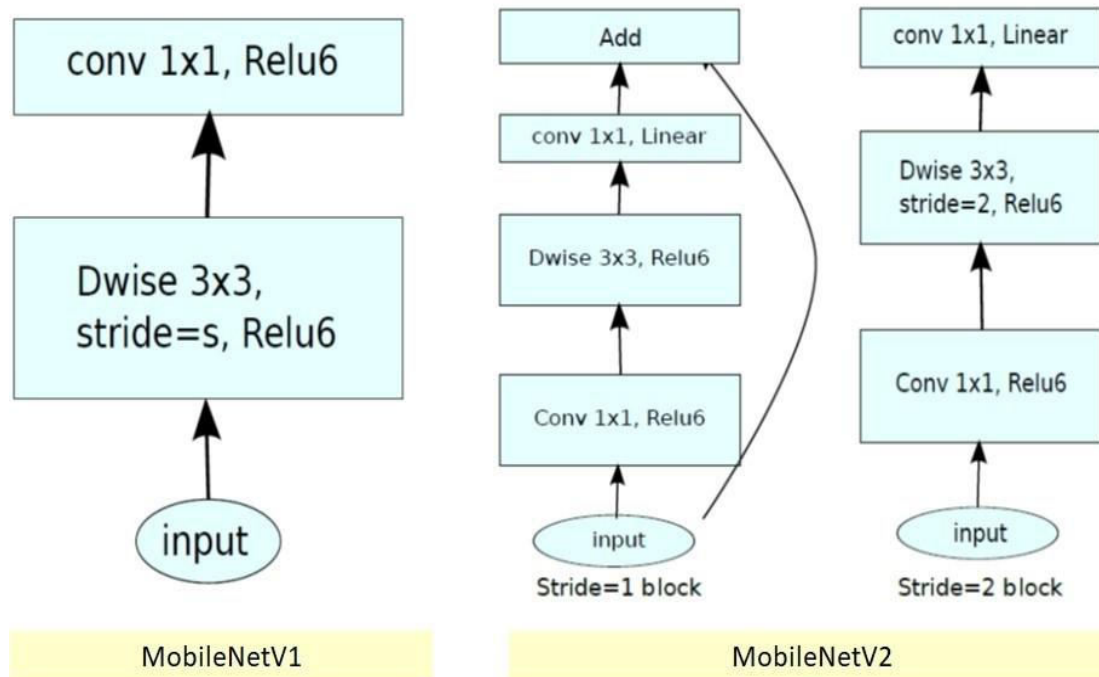 conv 1x1, Relu6
Dwise 3x3,
stride=s, Relu6
input
MobileNetV1
Add
conv 1x1, Linear
Dwise 3x3, Relu6
Conv 1x1, Relu6
input
Stride=1 block
conv 1x1, Linear
Dwise 3x3,
stride=2, Relu6
Conv 1x1, Relu6
input
Stride=2 block
MobileNetV2